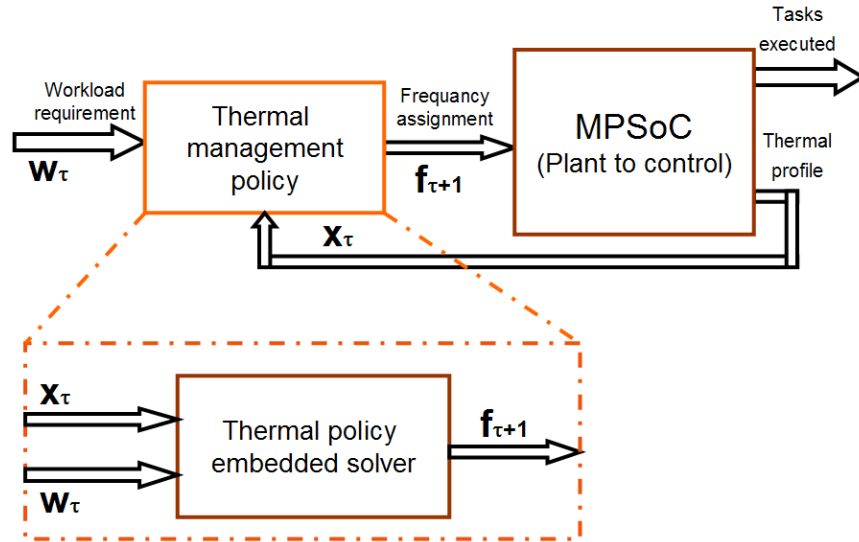 Tasks
executed
Workload
requirement
Wτ
Thermal
management
policy
Frequancy
assignment
fτ+1
MPSoC
(Plant to control)
Thermal
profile
xτ
xτ
Wτ
Thermal policy
embedded solver
fτ+1